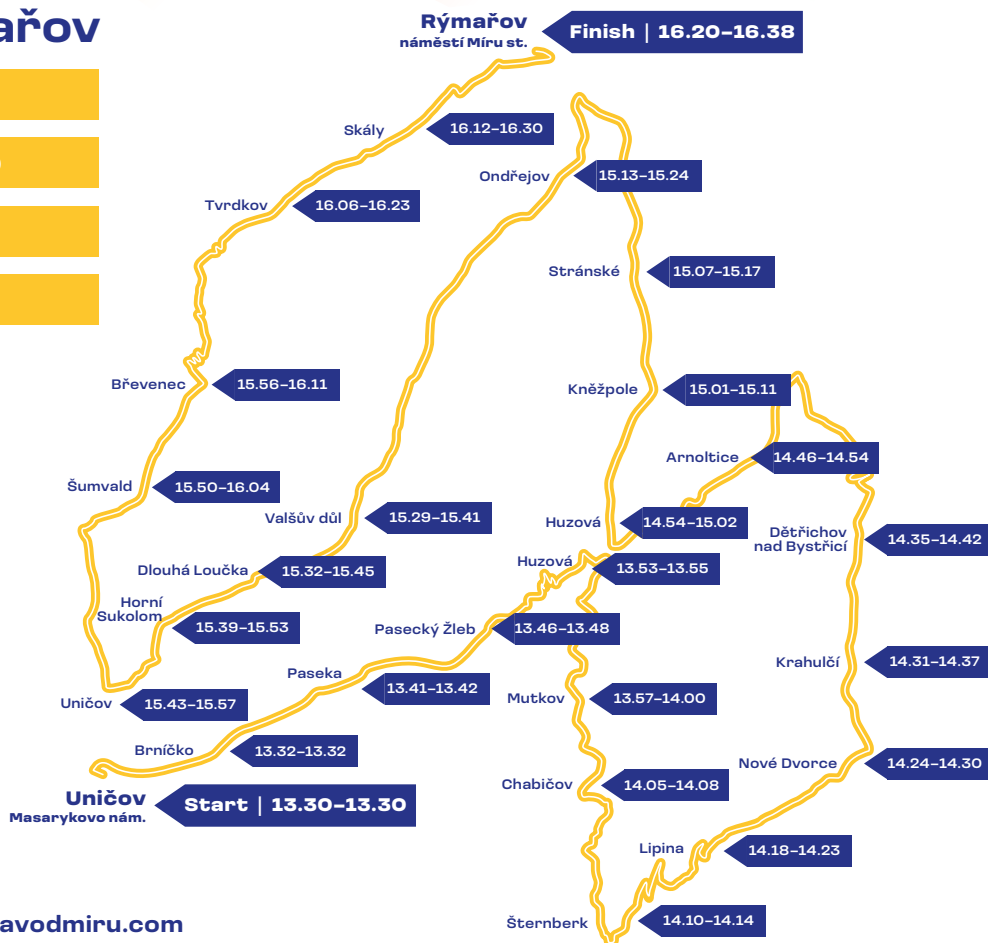 ařov
Rýmařov
náměstí Míru st.
Finish | 16.20–16.38
Skály
16.12–16.30
Ondřejov
15.13–15.24
Tvrdkov
16.06–16.23
Stránské
15.07–15.17
Břevenec
15.56–16.11
Kněžpole
15.01–15.11
Arnoltice
14.46–14.54
Šumvald
15.50–16.04
Valšův důl
15.29–15.41
Huzová
14.54–15.02
Dětřichov
nad Bystřicí
14.35–14.42
Huzová
13.53–13.55
Dlouhá Loučka
15.32–15.45
Horní
Sukolom
15.39–15.53
Pasecký Žleb
13.46–13.48
Krahulčí
14.31–14.37
Paseka
13.41–13.42
Uničov
15.43–15.57
Mutkov
13.57–14.00
Brníčko
13.32–13.32
Nové Dvorce
14.24–14.30
Chabičov
14.05–14.08
Uničov
Masarykovo nám.
Start | 13.30–13.30
Lipina
14.18–14.23
Šternberk
14.10–14.14
avodmiru.com